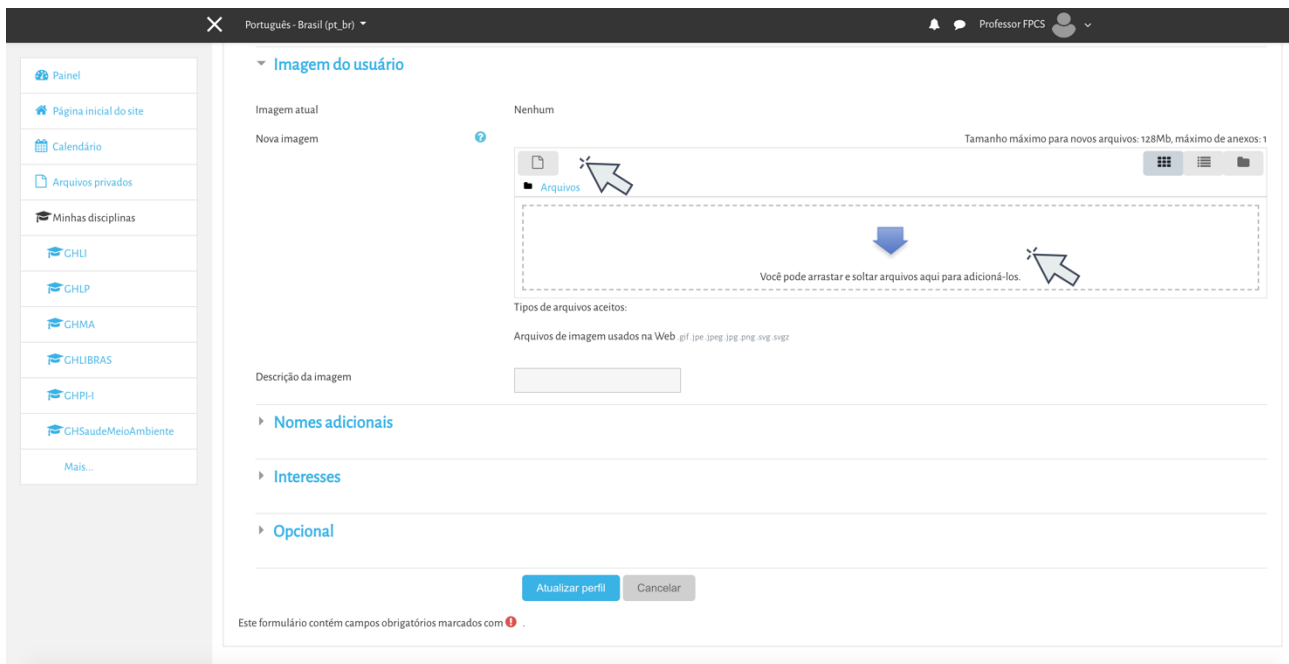 Português - Brasil (pt_br)
Professor FPCS
Painel
Página inicial do site
Calendário
Arquivos privados
Minhas disciplinas
GHLI
GHLP
GHMA
GHLIBRAS
GHPI-I
GHSaudeMeioAmbiente
Mais...
Imagem do usuário
Imagem atual
Nenhum
Nova imagem
Tamanho máximo para novos arquivos: 128Mb, máximo de anexos: 1
Arquivos
Você pode arrastar e soltar arquivos aqui para adicioná-los.
Tipos de arquivos aceitos:
Arquivos de imagem usados na Web .gif .jpe .jpeg .jpg .png .svg .svgz
Descrição da imagem
Nomes adicionais
Interesses
Opcional
Atualizar perfil
Cancelar
Este formulário contém campos obrigatórios marcados com .